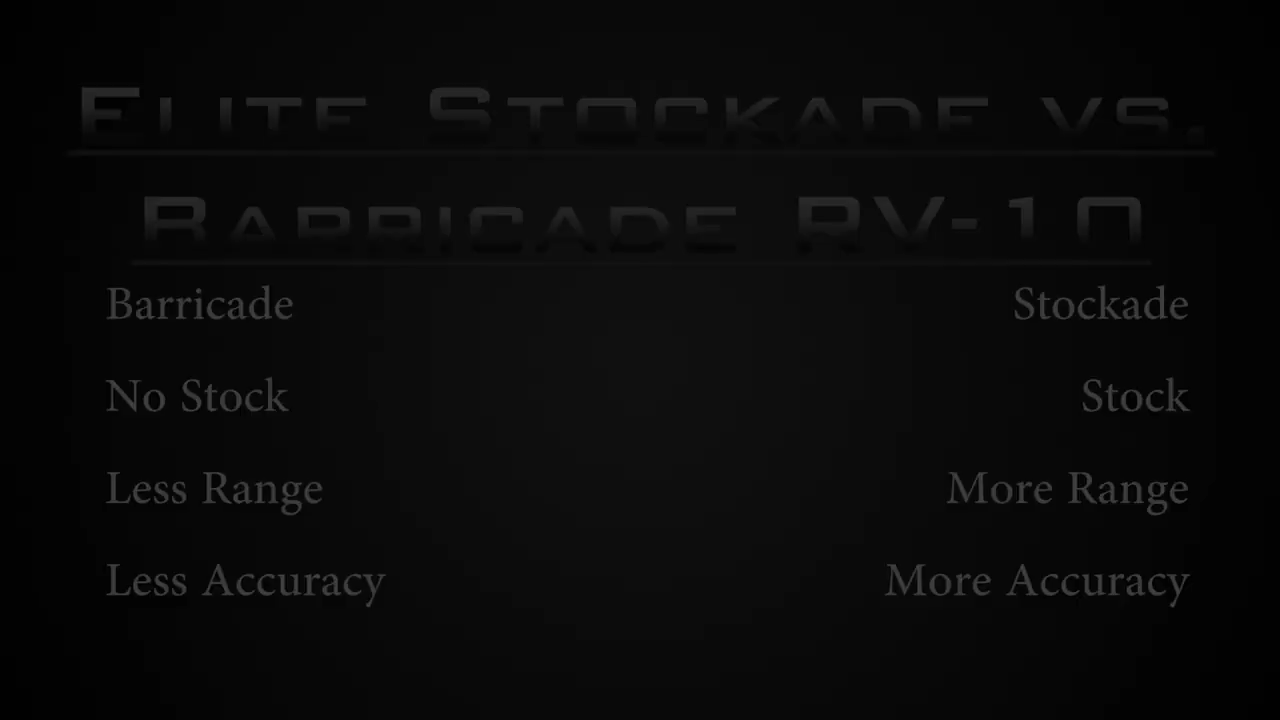 Elite Stockade vs.
Barricade RV-10
Barricade Stockade
No Stock Stock
Less Range More Range
Less Accuracy More Accuracy